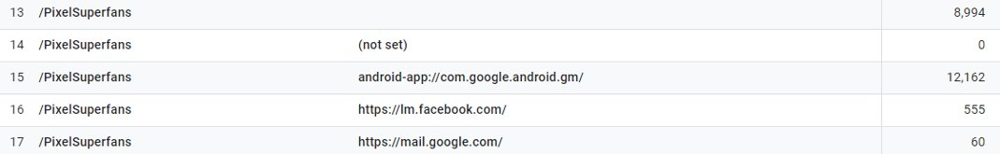 13 /PixelSuperfans 8,994
14 /PixelSuperfans (not set) 0
15 /PixelSuperfans android-app://com.google.android.gm/ 12,162
16 /PixelSuperfans https://lm.facebook.com/ 555
17 /PixelSuperfans https://mail.google.com/ 60